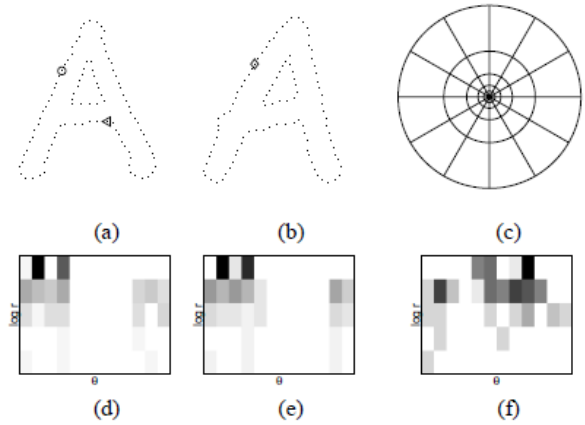 (a) (b) (c)
log r θ log r θ log r θ
(d) (e) (f)